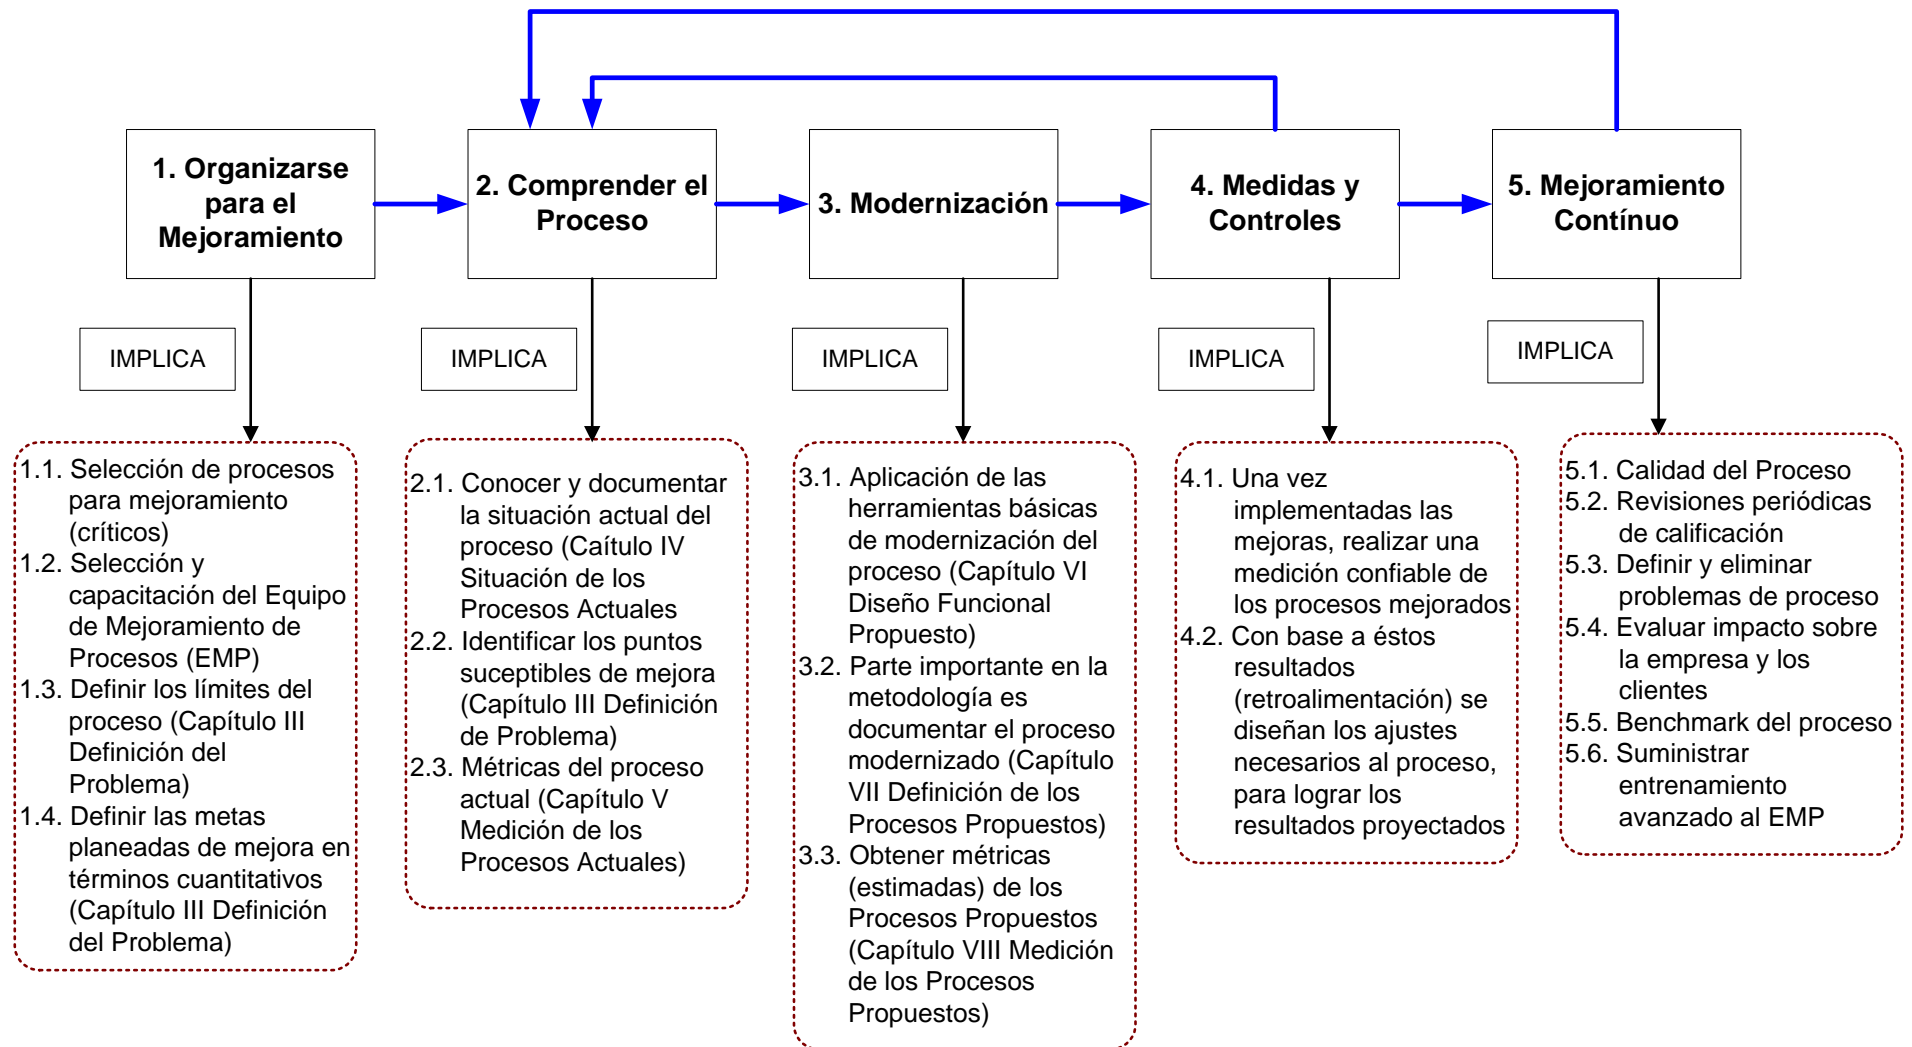 1. Organizarse
para el
Mejoramiento
2. Comprender el
Proceso
3. Modernización
4. Medidas y
Controles
5. Mejoramiento
Contínuo
IMPLICA
IMPLICA
IMPLICA
IMPLICA
IMPLICA
1.1. Selección de procesos
para mejoramiento
(críticos)
1.2. Selección y
capacitación del Equipo
de Mejoramiento de
Procesos (EMP)
1.3. Definir los límites del
proceso (Capítulo III
Definición del
Problema)
1.4. Definir las metas
planeadas de mejora en
términos cuantitativos
(Capítulo III Definición
del Problema)
2.1. Conocer y documentar
la situación actual del
proceso (Caítulo IV
Situación de los
Procesos Actuales
2.2. Identificar los puntos
suceptibles de mejora
(Capítulo III Definición
de Problema)
2.3. Métricas del proceso
actual (Capítulo V
Medición de los
Procesos Actuales)
3.1. Aplicación de las
herramientas básicas
de modernización del
proceso (Capítulo VI
Diseño Funcional
Propuesto)
3.2. Parte importante en la
metodología es
documentar el proceso
modernizado (Capítulo
VII Definición de los
Procesos Propuestos)
3.3. Obtener métricas
(estimadas) de los
Procesos Propuestos
(Capítulo VIII Medición
de los Procesos
Propuestos)
4.1. Una vez
implementadas las
mejoras, realizar una
medición confiable de
los procesos mejorados
4.2. Con base a éstos
resultados
(retroalimentación) se
diseñan los ajustes
necesarios al proceso,
para lograr los
resultados proyectados
5.1. Calidad del Proceso
5.2. Revisiones periódicas
de calificación
5.3. Definir y eliminar
problemas de proceso
5.4. Evaluar impacto sobre
la empresa y los
clientes
5.5. Benchmark del proceso
5.6. Suministrar
entrenamiento
avanzado al EMP